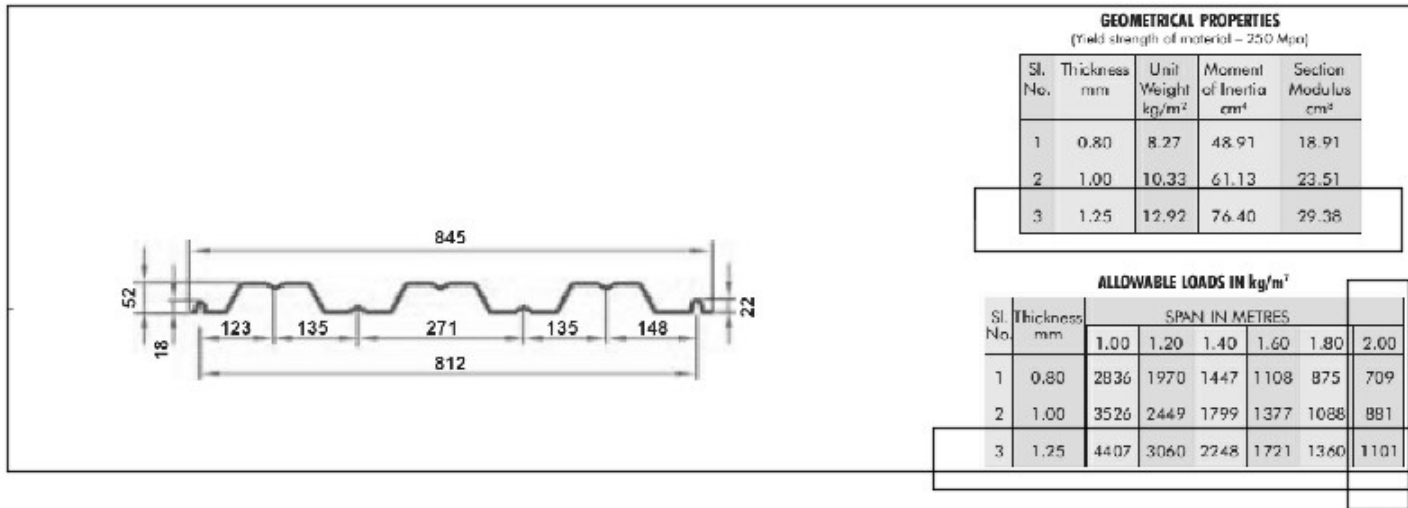 GEOMETRICAL PROPERTIES
(Yield strength of material – 250 Mpa)
Sl. No. Thickness mm Unit Weight kg/m² Moment of Inertia cm⁴ Section Modulus cm³
1 0.80 8.27 48.91 18.91
2 1.00 10.33 61.13 23.51
3 1.25 12.92 76.40 29.38
845
52
18
22
123 135 271 135 148
812
ALLOWABLE LOADS IN kg/m²
Sl. No. Thickness mm SPAN IN METRES
1.00 1.20 1.40 1.60 1.80 2.00
1 0.80 2836 1970 1447 1108 875 709
2 1.00 3526 2449 1799 1377 1088 881
3 1.25 4407 3060 2248 1721 1360 1101